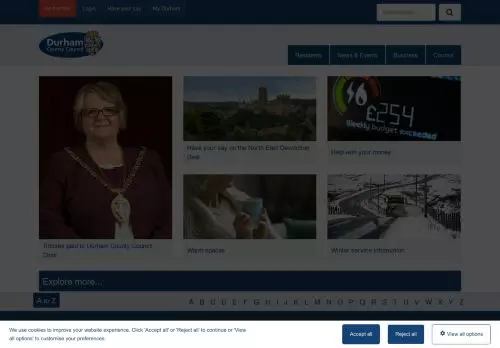 Login
Have your say
My Durham
Durham
County Council
Residents
News & Events
Business
Council
£254
Weekly budget exceeded
Have your say on the North East Devolution
Deal
Help with your money
Tributes paid to Durham County Council
Chair
Warm spaces
Winter service information
Explore more...
A to Z
A B C D E F G H I J K L M N O P Q R S T U V W X Y Z
We use cookies to improve your website experience. Click 'Accept all' or 'Reject all' to continue or 'View
all options' to customise your preferences.
Accept all
Reject all
View all options